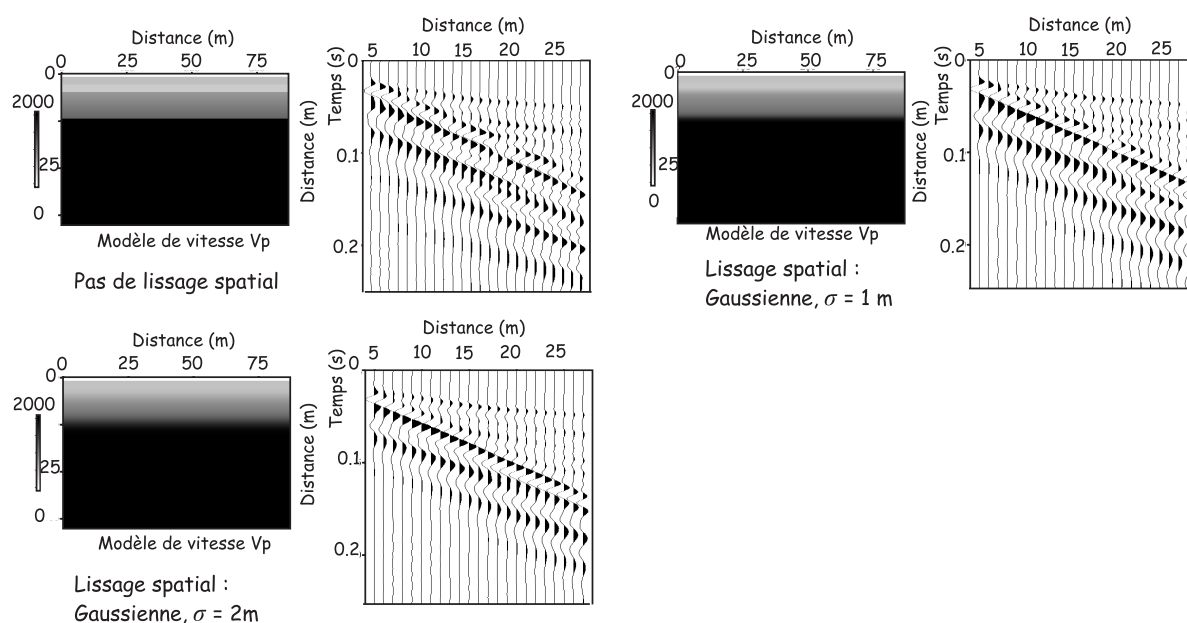 Distance (m)
0 25 50 75
0
2000
25
0
Distance (m)
Modèle de vitesse Vp
Pas de lissage spatial
Distance (m)
5 10 15 20 25
Temps (s)
0
0.1
0.2
Distance (m)
0 25 50 75
0
2000
25
0
Distance (m)
Modèle de vitesse Vp
Lissage spatial :
Gaussienne, σ = 1 m
Distance (m)
5 10 15 20 25
Temps (s)
0
0.1
0.2
Distance (m)
0 25 50 75
0
2000
25
0
Distance (m)
Modèle de vitesse Vp
Lissage spatial :
Gaussienne, σ = 2m
Distance (m)
5 10 15 20 25
Temps (s)
0
0.1
0.2